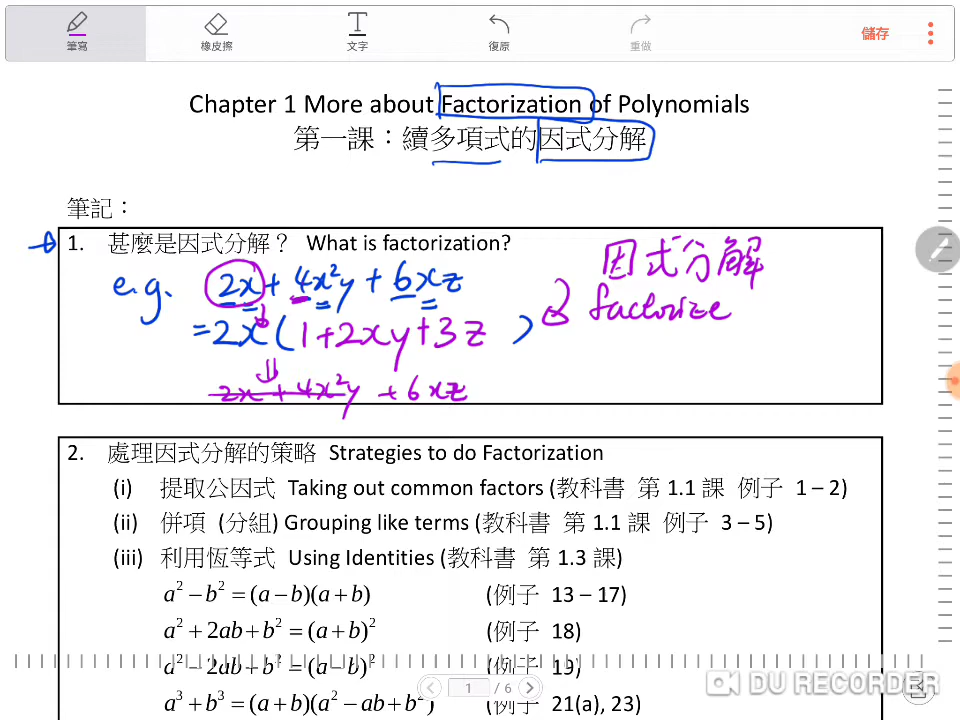 筆寫 橡皮擦 文字 復原 重做 儲存
Chapter 1 More about Factorization of Polynomials
第一課：續多項式的因式分解
筆記：
1. 甚麼是因式分解？ What is factorization?
e.g. 2x + 4x²y + 6xz
= 2x ( 1 + 2xy + 3z )
2x + 4x²y + 6xz
因式分解
factorize
2. 處理因式分解的策略 Strategies to do Factorization
(i) 提取公因式 Taking out common factors (教科書 第 1.1 課 例子 1 – 2)
(ii) 併項 (分組) Grouping like terms (教科書 第 1.1 課 例子 3 – 5)
(iii) 利用恆等式 Using Identities (教科書 第 1.3 課)
a² − b² = (a − b)(a + b) (例子 13 – 17)
a² + 2ab + b² = (a + b)² (例子 18)
a² − 2ab + b² = (a − b)² (例子 19)
a³ + b³ = (a + b)(a² − ab + b²) (例子 21(a), 23)
1 / 6
DU RECORDER